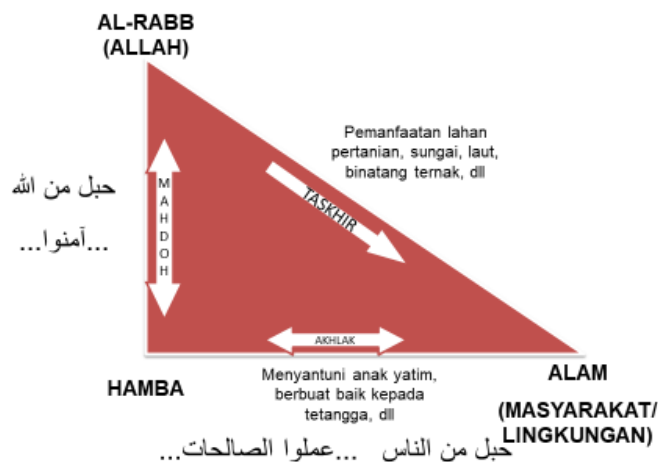 AL-RABB
(ALLAH)
Pemanfaatan lahan
pertanian, sungai, laut,
binatang ternak, dll
TASKHIR
حبل من الله
...آمنوا...
MAHDOH
AKHLAK
HAMBA
Menyantuni anak yatim,
berbuat baik kepada
tetangga, dll
ALAM
(MASYARAKAT/
LINGKUNGAN)
حبل من الناس ...عملوا الصالحات...